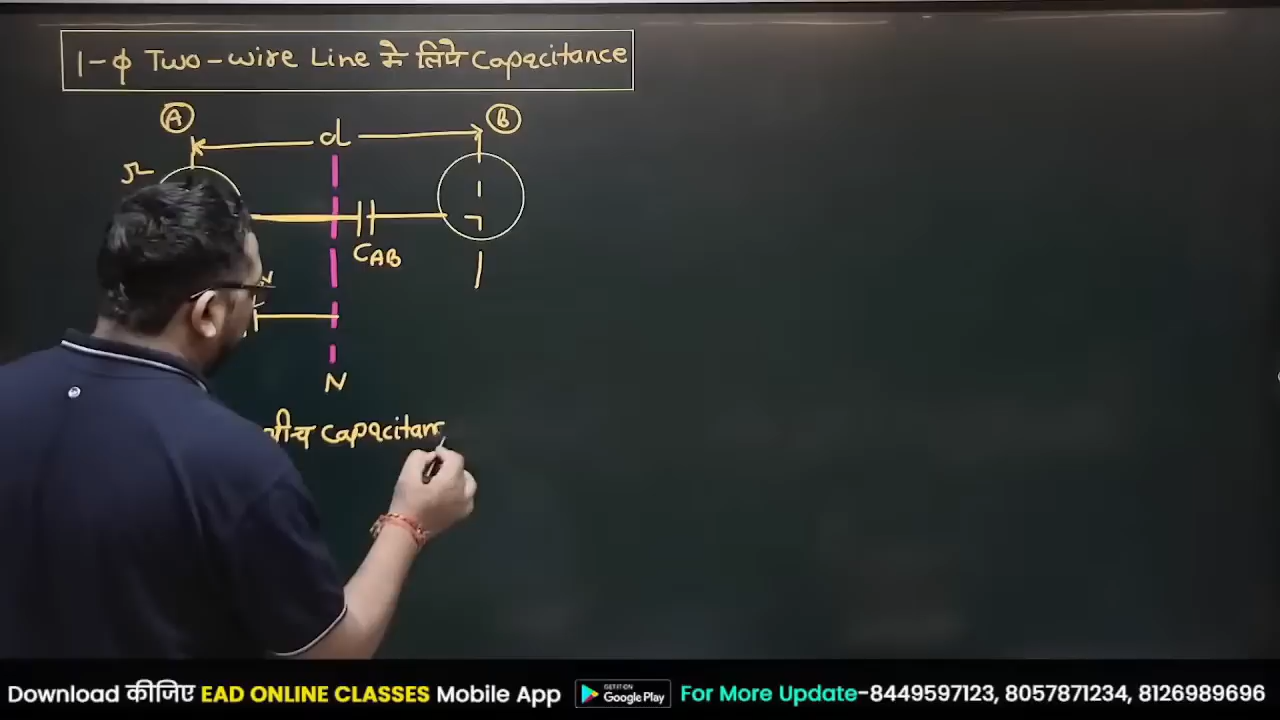 1-ϕ Two-wire Line मे लिये Capacitance
A
B
d
r
C_AB
N
बीच Capacitan
Download कीजिए EAD ONLINE CLASSES Mobile App GET IT ON Google Play For More Update-8449597123, 8057871234, 8126989696